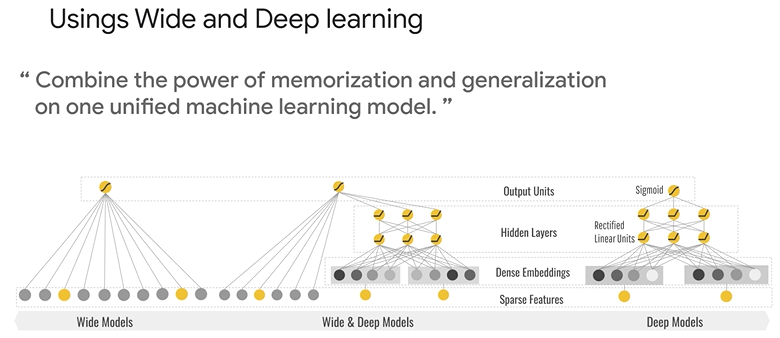 Usings Wide and Deep learning
“ Combine the power of memorization and generalization
on one unified machine learning model. ”
Output Units
Sigmoid
Hidden Layers
Rectified
Linear Units
Dense Embeddings
Sparse Features
Wide Models
Wide & Deep Models
Deep Models